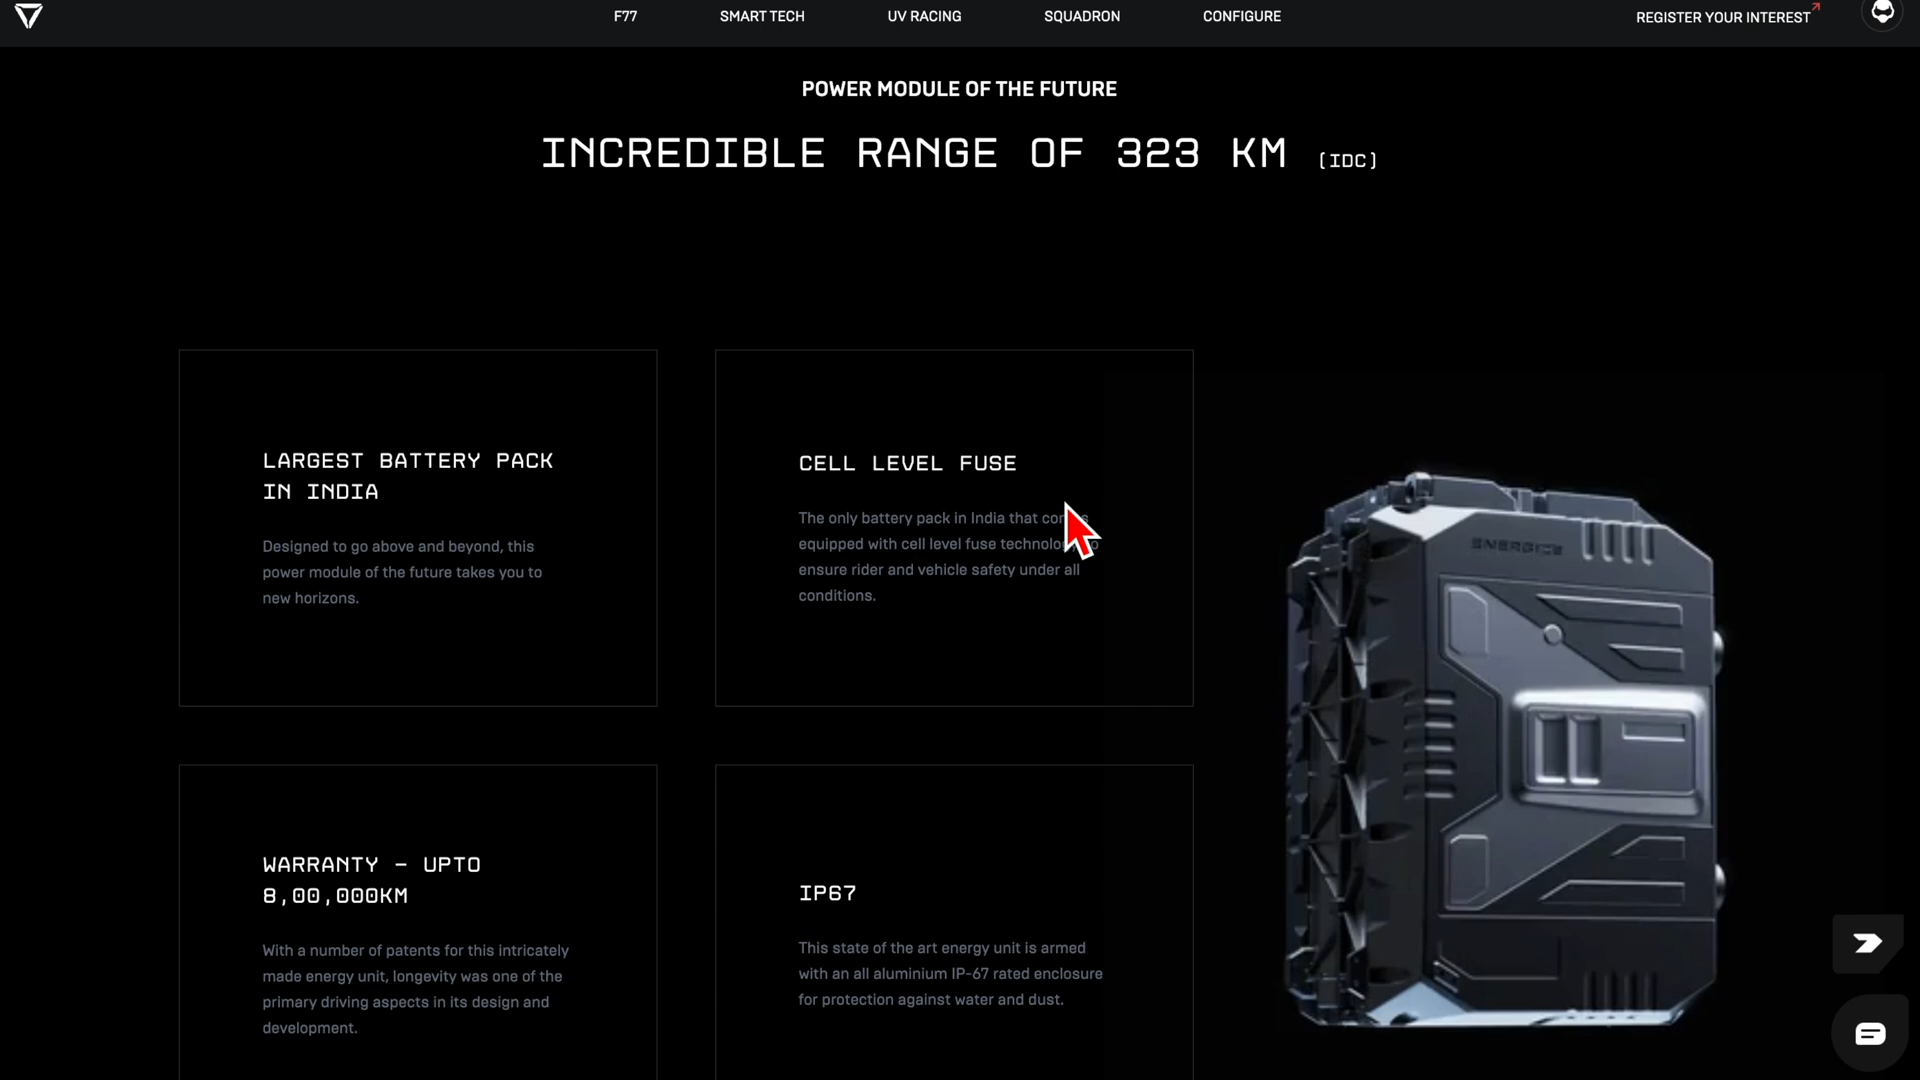 F77
SMART TECH
UV RACING
SQUADRON
CONFIGURE
REGISTER YOUR INTEREST
POWER MODULE OF THE FUTURE
INCREDIBLE RANGE OF 323 KM [IDC]
LARGEST BATTERY PACK
IN INDIA
Designed to go above and beyond, this
power module of the future takes you to
new horizons.
CELL LEVEL FUSE
The only battery pack in India that
equipped with cell level fuse
ensure rider and vehicle safety under all
conditions.
WARRANTY – UPTO
8,00,000KM
With a number of patents for this intricately
made energy unit, longevity was one of the
primary driving aspects in its design and
development.
IP67
This state of the art energy unit is armed
with an all aluminium IP-67 rated enclosure
for protection against water and dust.